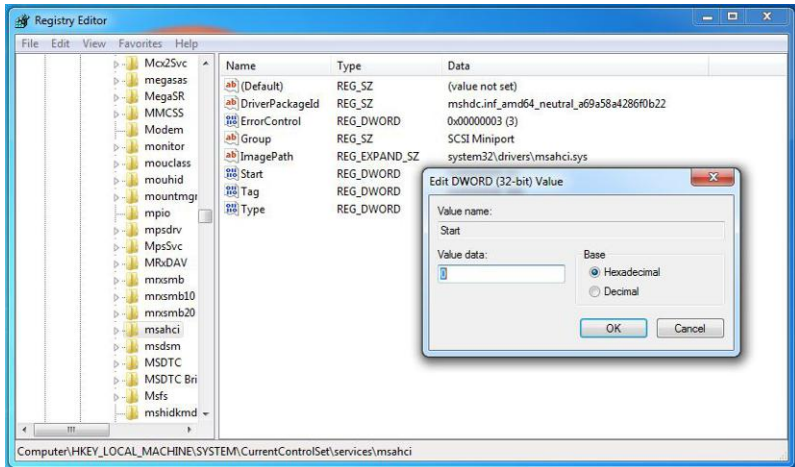 Registry Editor
File Edit View Favorites Help
Mcx2Svc
megasas
MegaSR
MMCSS
Modem
monitor
mouclass
mouhid
mountmgr
mpio
mpsdrv
MpsSvc
MRxDAV
mrxsmb
mrxsmb10
mrxsmb20
msahci
msdsm
MSDTC
MSDTC Bri
Msfs
mshidkmd
Name Type Data
(Default) REG_SZ (value not set)
DriverPackageId REG_SZ mshdc.inf_amd64_neutral_a69a58a4286f0b22
ErrorControl REG_DWORD 0x00000003 (3)
Group REG_SZ SCSI Miniport
ImagePath REG_EXPAND_SZ system32\drivers\msahci.sys
Start REG_DWORD
Tag REG_DWORD
Type REG_DWORD
Edit DWORD (32-bit) Value
Value name:
Start
Value data: Base
0 Hexadecimal
Decimal
OK Cancel
Computer\HKEY_LOCAL_MACHINE\SYSTEM\CurrentControlSet\services\msahci